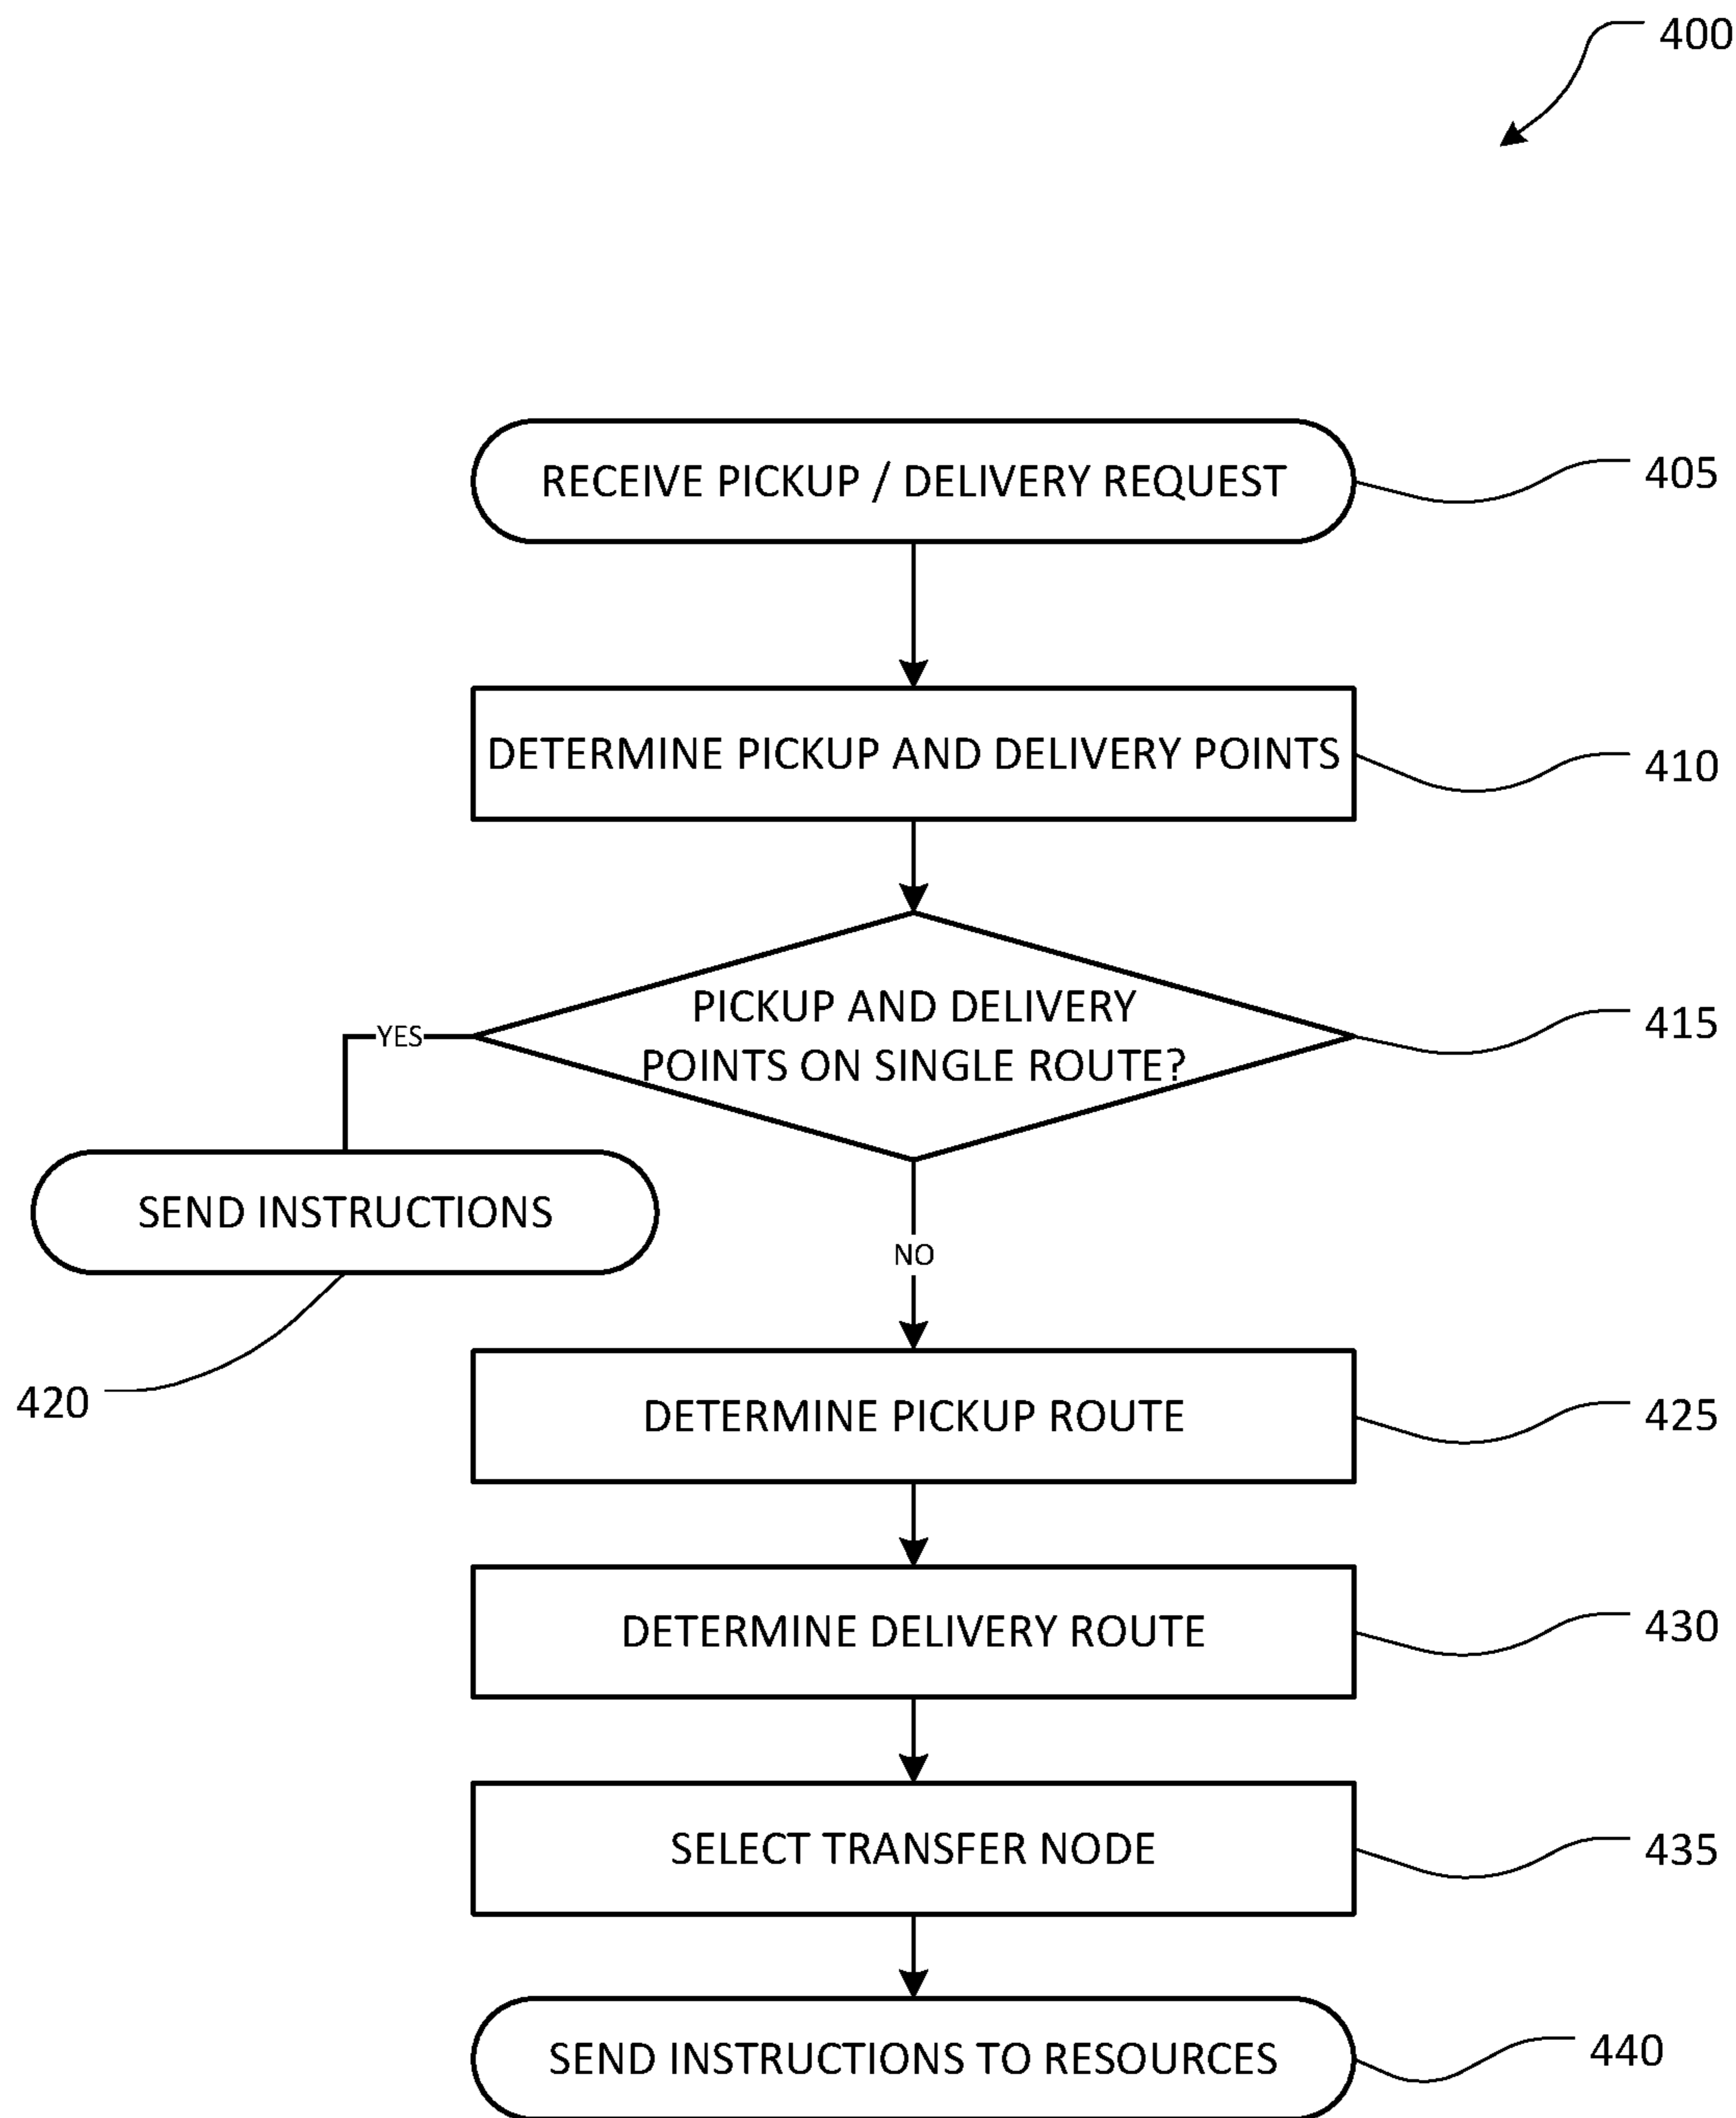 400
RECEIVE PICKUP / DELIVERY REQUEST
405
DETERMINE PICKUP AND DELIVERY POINTS
410
PICKUP AND DELIVERY
POINTS ON SINGLE ROUTE?
415
YES
SEND INSTRUCTIONS
420
NO
DETERMINE PICKUP ROUTE
425
DETERMINE DELIVERY ROUTE
430
SELECT TRANSFER NODE
435
SEND INSTRUCTIONS TO RESOURCES
440